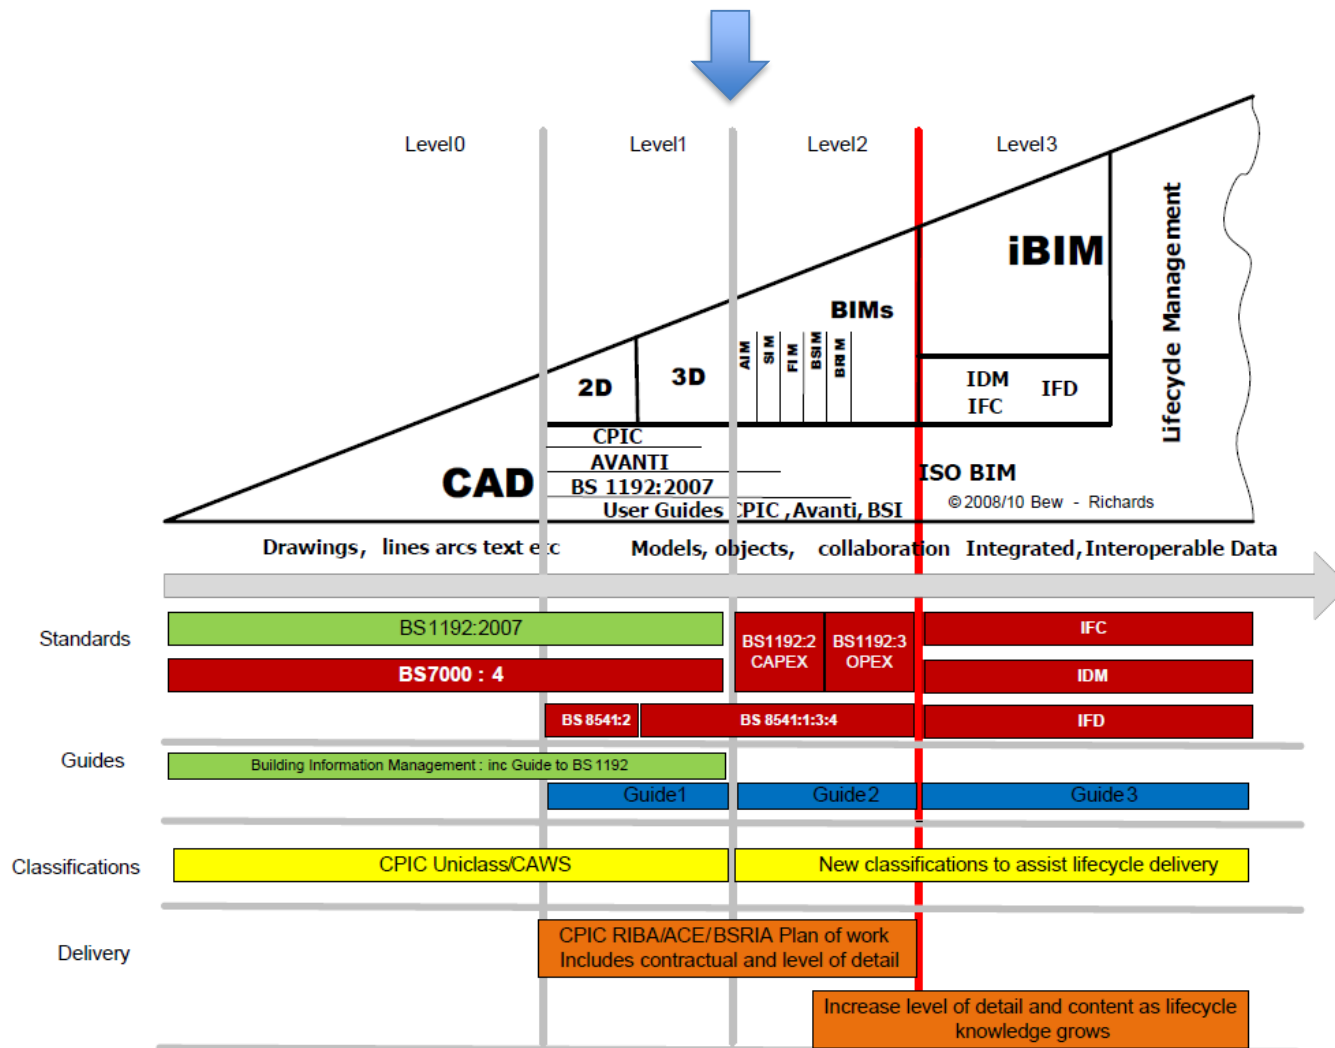 Level0
Level1
Level2
Level3
iBIM
Lifecycle Management
BIMs
AIM
SIM
FIM
BSIM
BRIM
2D
3D
IDM
IFD
IFC
CPIC
AVANTI
CAD
BS 1192:2007
ISO BIM
User Guides CPIC , Avanti, BSI
©2008/10 Bew - Richards
Drawings, lines arcs text etc
Models, objects, collaboration
Integrated, Interoperable Data
Standards
BS1192:2007
BS7000 : 4
BS1192:2
CAPEX
BS1192:3
OPEX
IFC
IDM
BS 8541:2
BS 8541:1:3:4
IFD
Guides
Building Information Management : inc Guide to BS 1192
Guide1
Guide2
Guide3
Classifications
CPIC Uniclass/CAWS
New classifications to assist lifecycle delivery
Delivery
CPIC RIBA/ACE/BSRIA Plan of work
Includes contractual and level of detail
Increase level of detail and content as lifecycle
knowledge grows